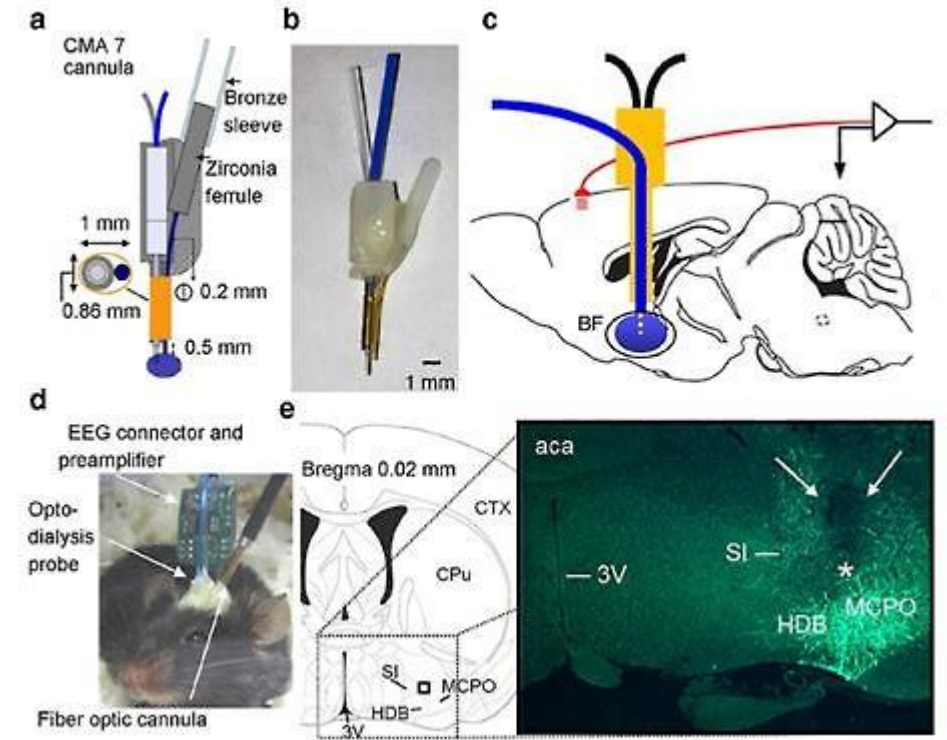 a
CMA 7
cannula
Bronze
sleeve
Zirconia
ferrule
1 mm
0.86 mm
0.2 mm
0.5 mm
b
1 mm
c
BF
d
EEG connector and
preamplifier
Opto-
dialysis
probe
Fiber optic cannula
e
Bregma 0.02 mm
CTX
CPu
SI
MCPO
HDB
3V
aca
SI
3V
*
MCPO
HDB